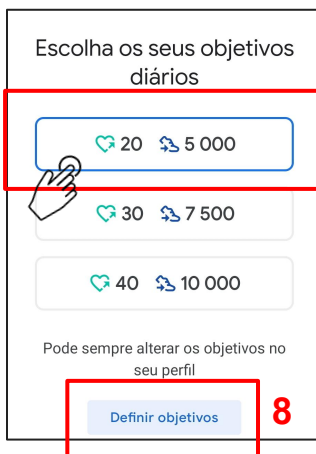 Escolha os seus objetivos
diários
20 5 000
30 7 500
40 10 000
Pode sempre alterar os objetivos no
seu perfil
Definir objetivos 8